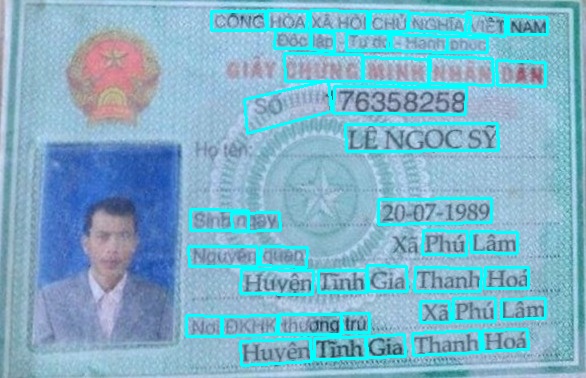 CỘNG HÒA XÃ HỘI CHỦ NGHĨA VIỆT NAM
Độc lập - Tự do - Hạnh phúc
GIẤY CHỨNG MINH NHÂN DÂN
SỐ 76358258
Họ tên: LÊ NGỌC SỸ
Sinh ngày 20-07-1989
Nguyên quán Xã Phú Lâm
Huyện Tĩnh Gia Thanh Hoá
Nơi ĐKHK thường trú Xã Phú Lâm
Huyện Tĩnh Gia Thanh Hoá